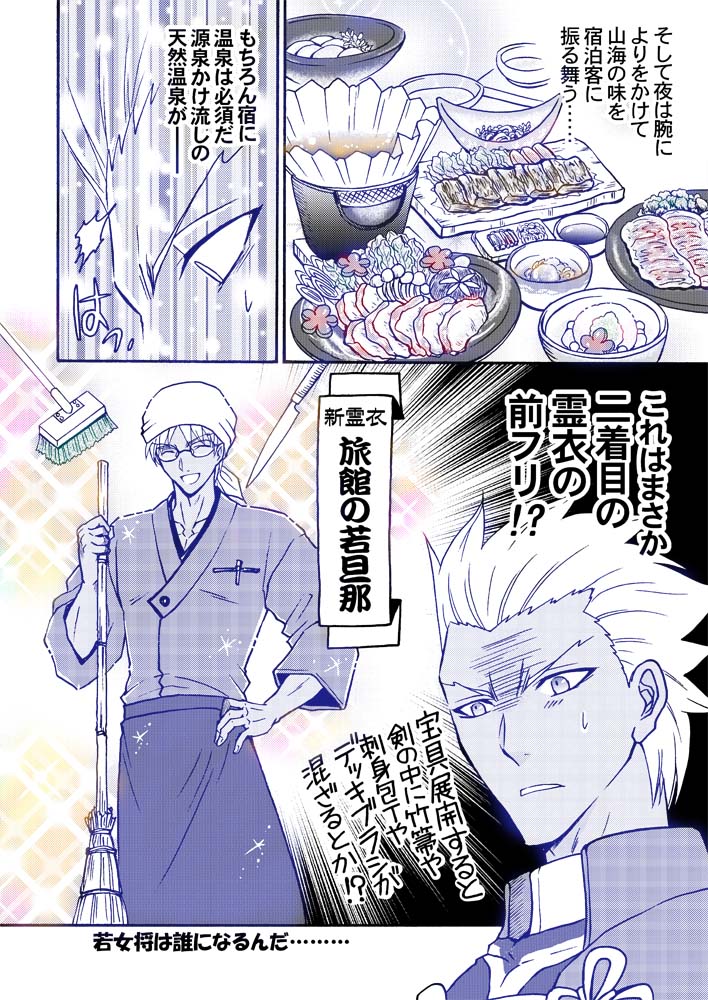 そして夜は腕に
よりをかけて
山海の味を
宿泊客に
振る舞う……
もちろん宿に
温泉は必須だ
源泉かけ流しの
天然温泉が――
はっ
これはまさか
二着目の
霊衣の
前フリ!?
新霊衣
旅館の若旦那
宝具展開すると
剣の中に竹箒や
刺身包丁や
デッキブラシが
混ざるとか!?
若女将は誰になるんだ………